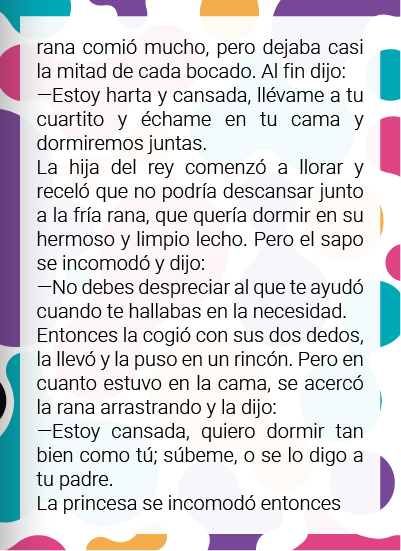 rana comió mucho, pero dejaba casi
la mitad de cada bocado. Al fin dijo:
—Estoy harta y cansada, llévame a tu
cuartito y échame en tu cama y
dormiremos juntas.
La hija del rey comenzó a llorar y
receló que no podría descansar junto
a la fría rana, que quería dormir en su
hermoso y limpio lecho. Pero el sapo
se incomodó y dijo:
—No debes despreciar al que te ayudó
cuando te hallabas en la necesidad.
Entonces la cogió con sus dos dedos,
la llevó y la puso en un rincón. Pero en
cuanto estuvo en la cama, se acercó
la rana arrastrando y la dijo:
—Estoy cansada, quiero dormir tan
bien como tú; súbeme, o se lo digo a
tu padre.
La princesa se incomodó entonces